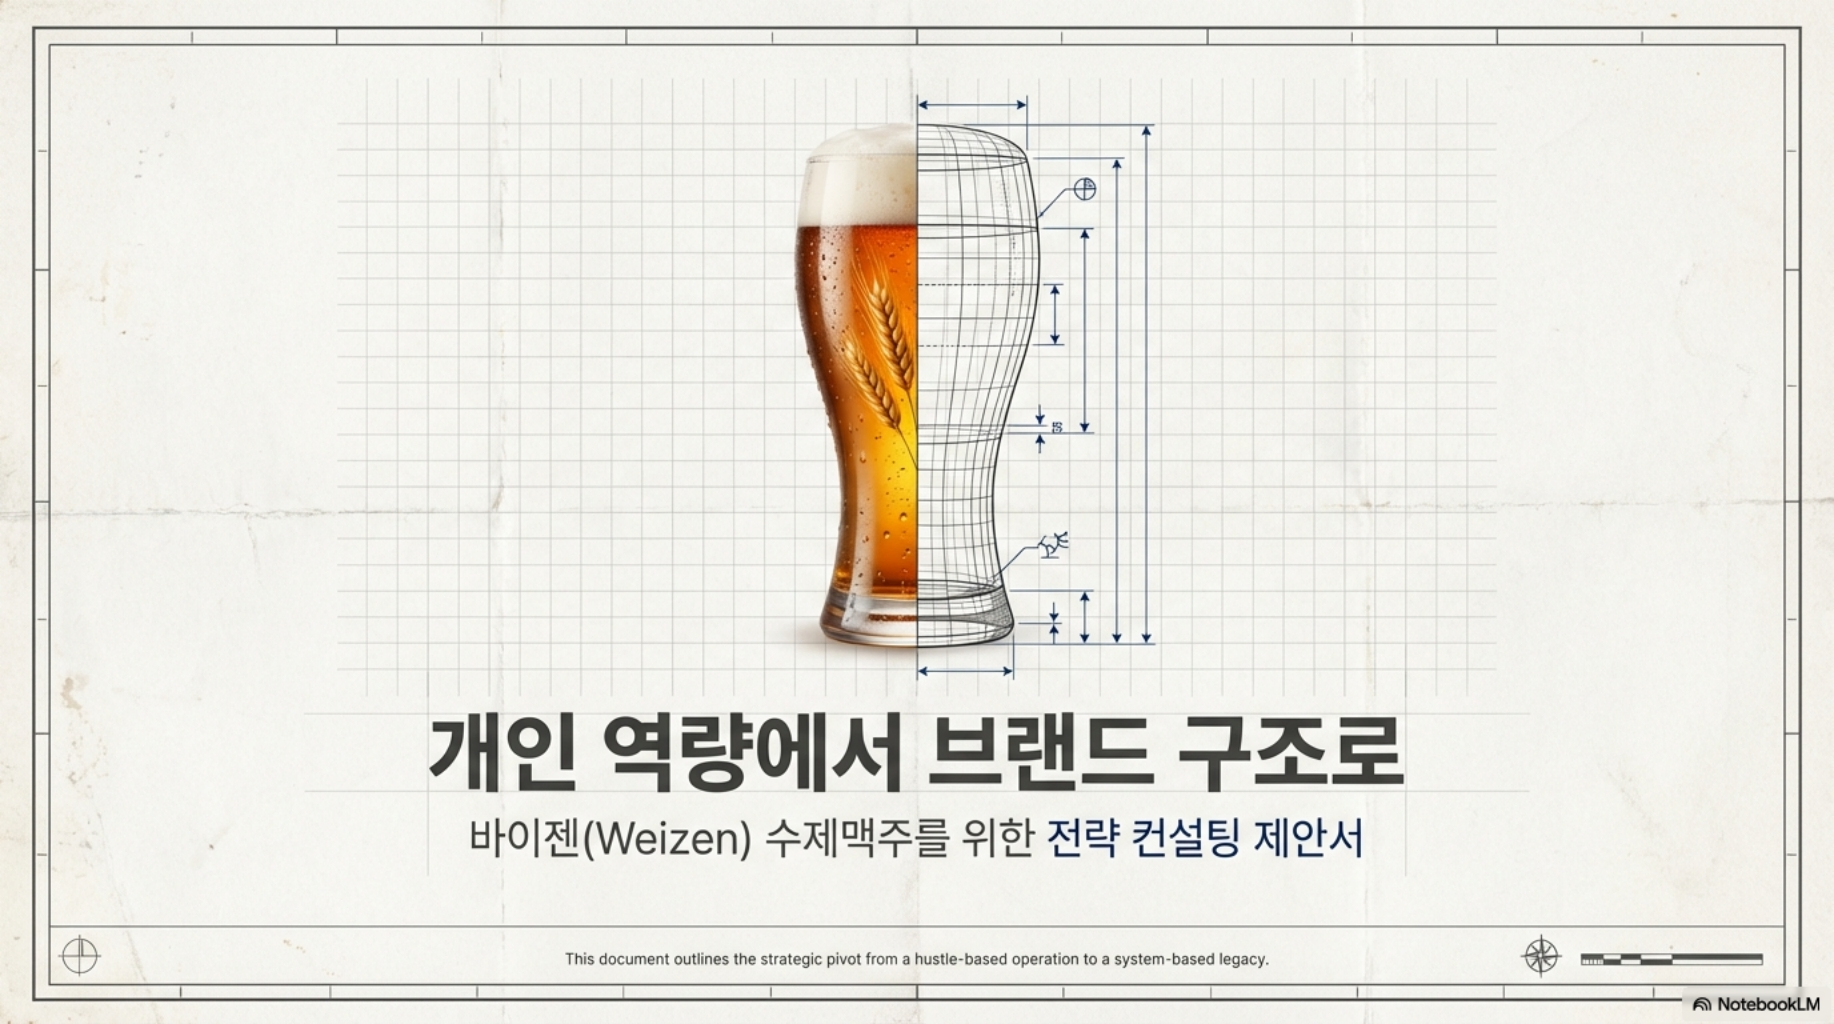 개인 역량에서 브랜드 구조로
바이젠(Weizen) 수제맥주를 위한 전략 컨설팅 제안서
This document outlines the strategic pivot from a hustle-based operation to a system-based legacy.
NotebookLM